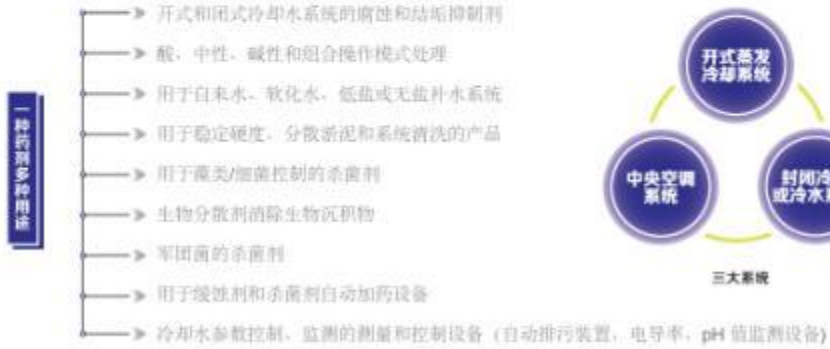 一种药剂多种用途
开式和闭式冷却水系统的腐蚀和结垢抑制剂
酸、中性、碱性和组合操作模式处理
用于自来水、软化水、低盐或无盐补水系统
用于稳定硬度、分散淤泥和系统清洗的产品
用于藻类/细菌控制的杀菌剂
生物分散剂消除生物沉积物
军团菌的杀菌剂
用于缓蚀剂和杀菌剂自动加药设备
冷却水参数控制、监测的测量和控制设备（自动排污装置，电导率，pH 值监测设备）
开式蒸发
冷却系统
中央空调
系统
封闭冷
或冷水
三大系统